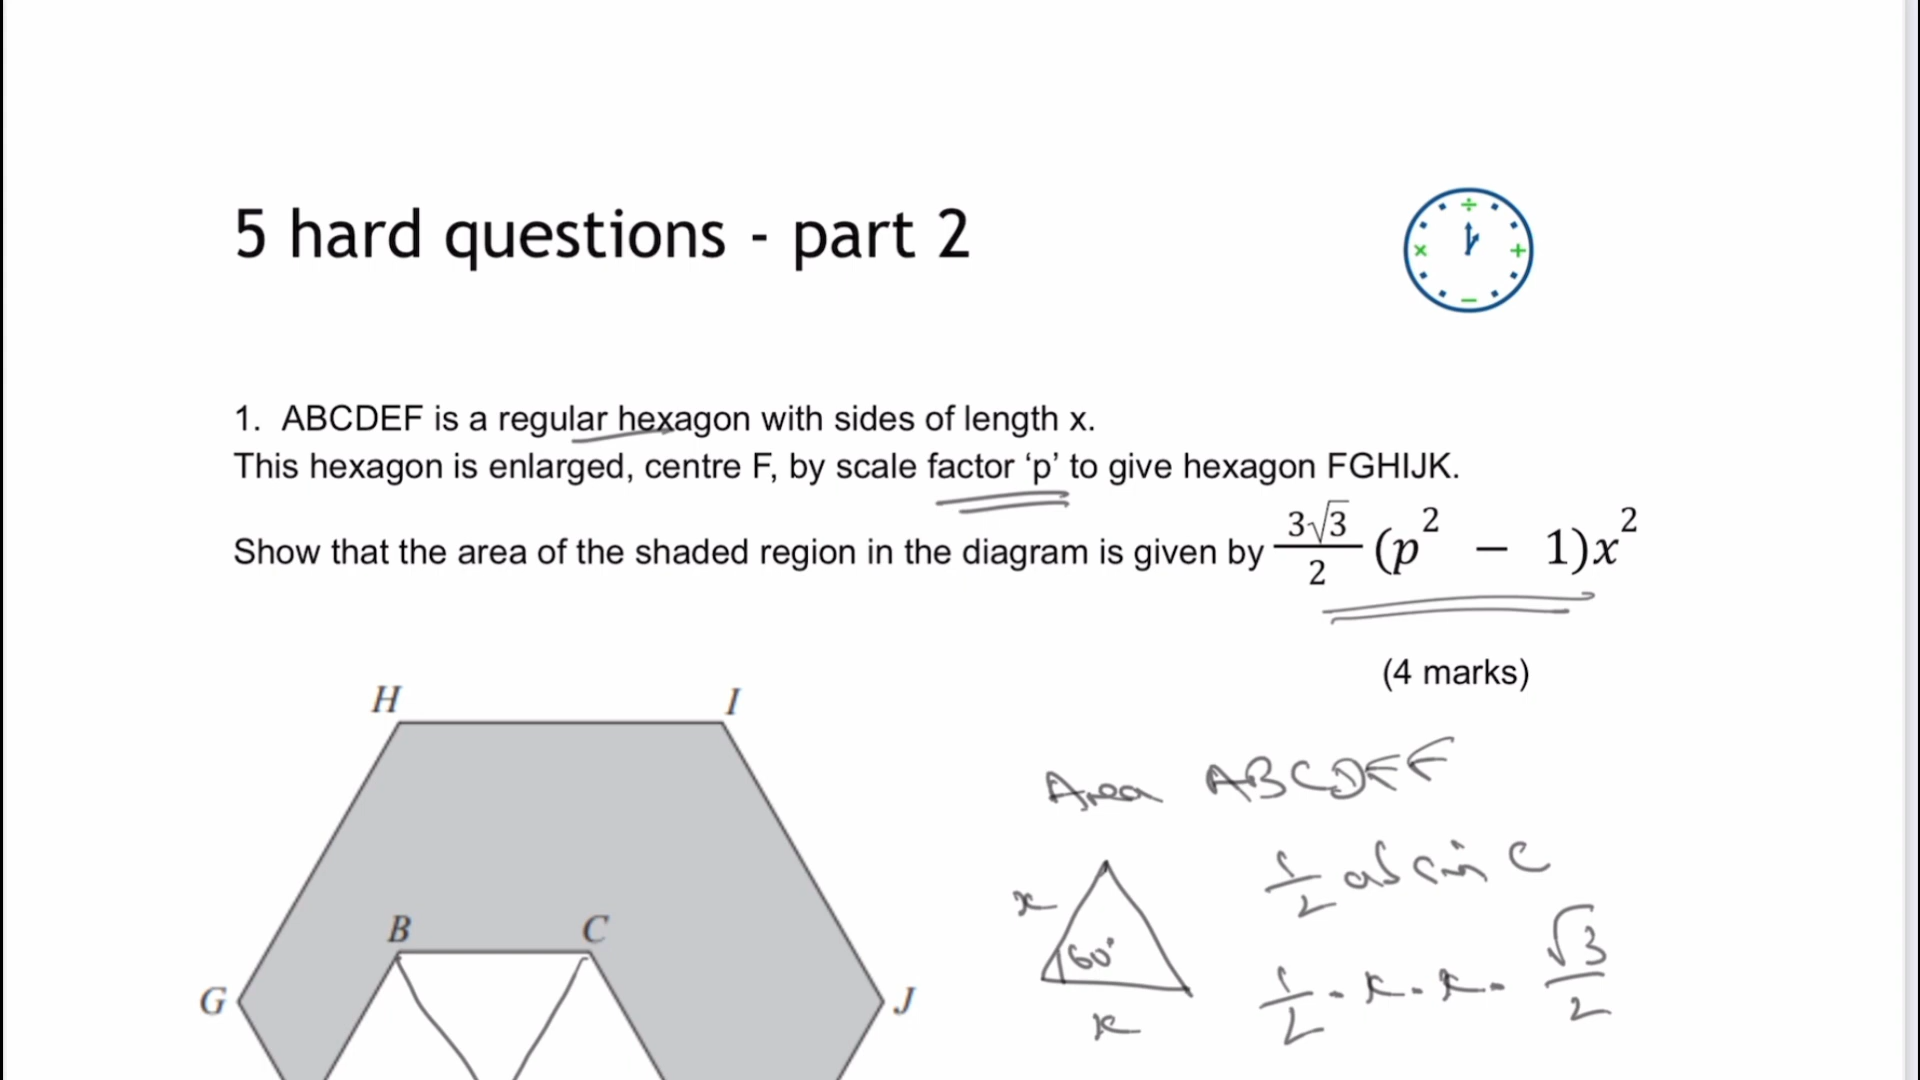 5 hard questions - part 2
÷
× +
−
1. ABCDEF is a regular hexagon with sides of length x.
This hexagon is enlarged, centre F, by scale factor ‘p’ to give hexagon FGHIJK.
Show that the area of the shaded region in the diagram is given by 3√3/2 (p² − 1)x²
(4 marks)
H I
Area ABCDEF
1/2 ab sin C
x
B C
60°
1/2 · x · x · √3/2
G J
x